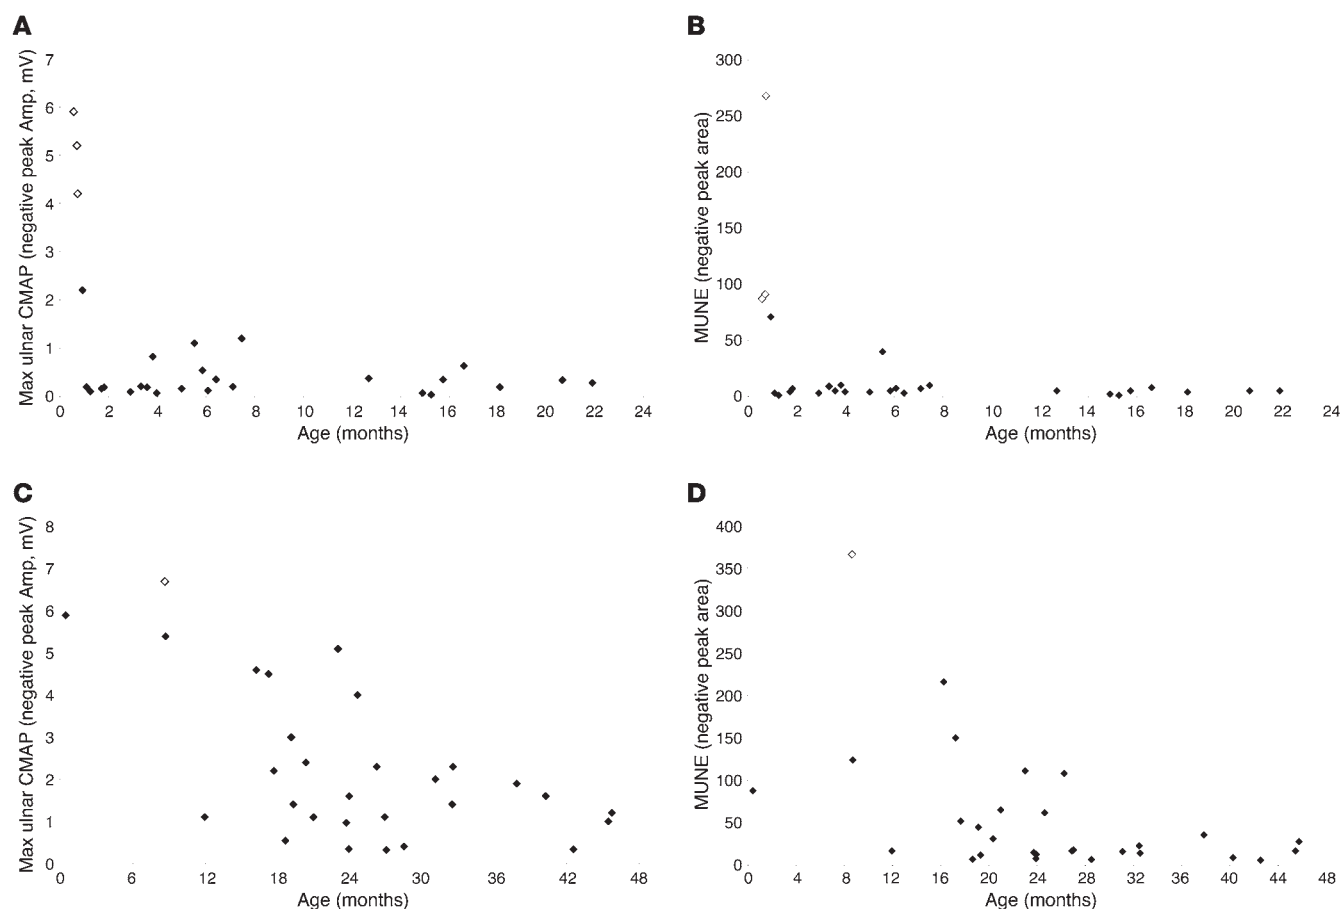 A
Max ulnar CMAP (negative peak Amp, mV)
7
6
5
4
3
2
1
0
0 2 4 6 8 10 12 14 16 18 20 22 24
Age (months)
B
MUNE (negative peak area)
300
250
200
150
100
50
0
0 2 4 6 8 10 12 14 16 18 20 22 24
Age (months)
C
Max ulnar CMAP (negative peak Amp, mV)
8
7
6
5
4
3
2
1
0
0 6 12 18 24 30 36 42 48
Age (months)
D
MUNE (negative peak area)
400
350
300
250
200
150
100
50
0
0 4 8 12 16 20 24 28 32 36 40 44 48
Age (months)